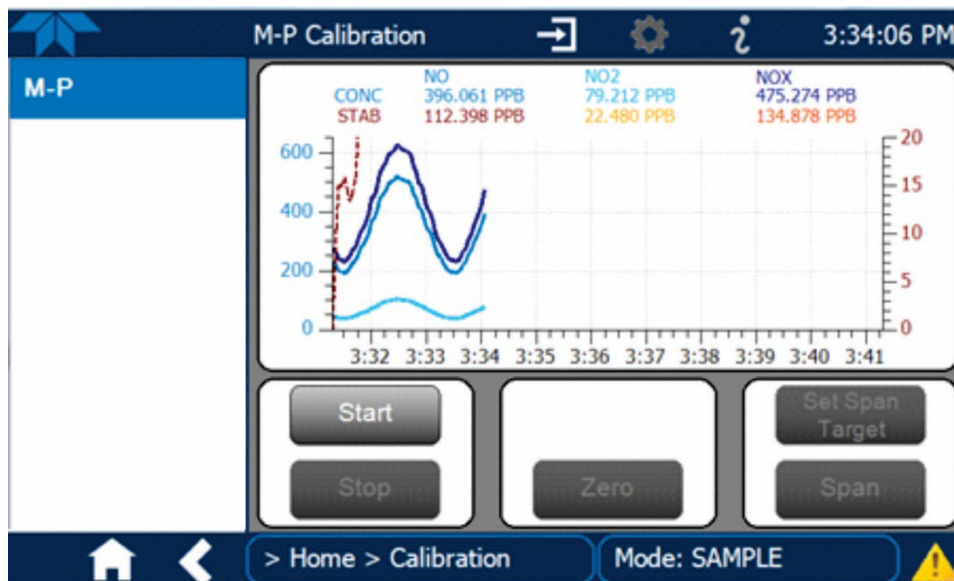 M-P Calibration 3:34:06 PM
M-P
NO NO2 NOX
CONC 396.061 PPB 79.212 PPB 475.274 PPB
STAB 112.398 PPB 22.480 PPB 134.878 PPB
600
400
200
0
20
15
10
5
0
3:32 3:33 3:34 3:35 3:36 3:37 3:38 3:39 3:40 3:41
Start
Stop
Zero
Set Span
Target
Span
> Home > Calibration
Mode: SAMPLE